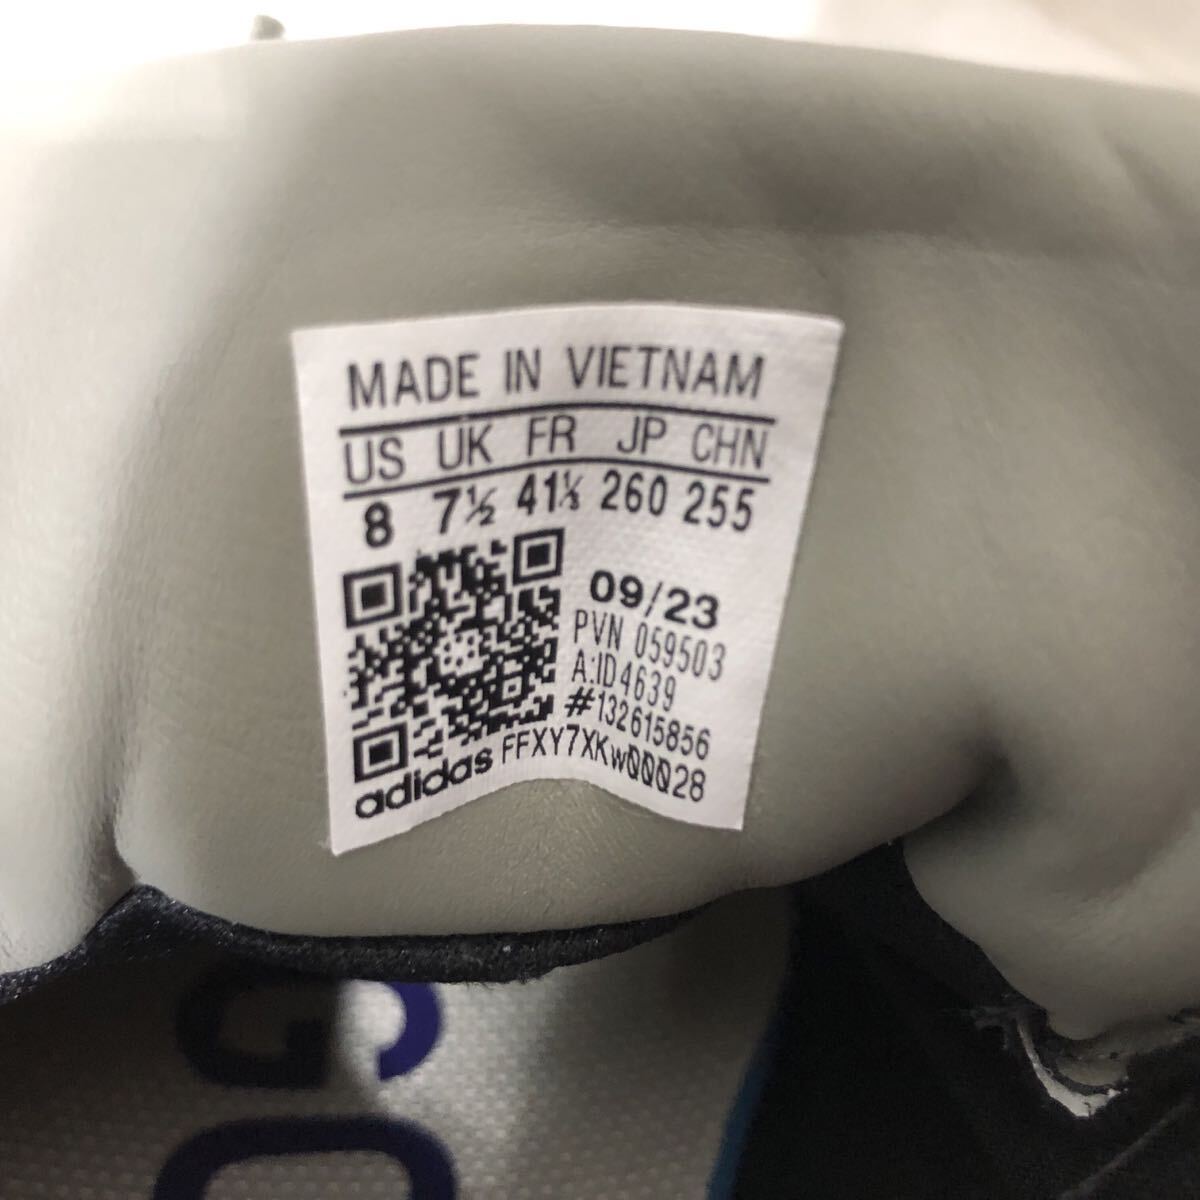 MADE IN VIETNAM
US UK FR JP CHN
8 7½ 41⅓ 260 255
09/23
PVN 059503
A:ID4639
#132615856
adidas FFXY7XKw00028